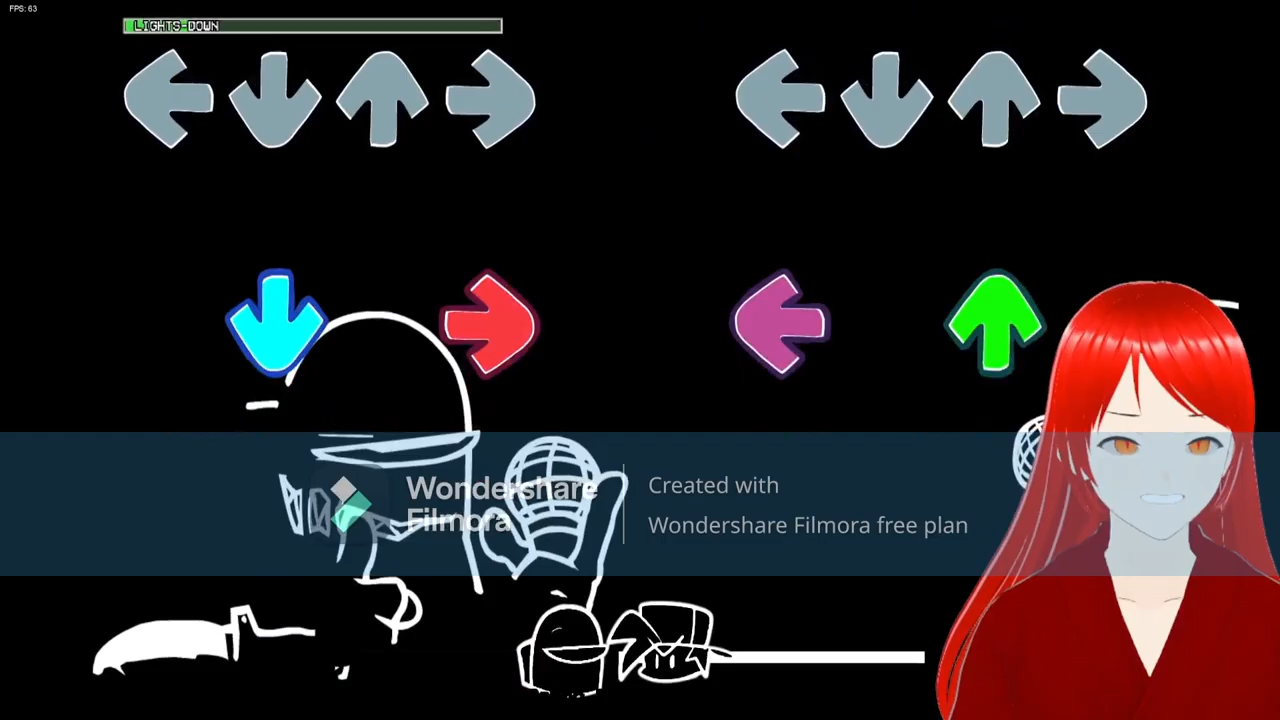 FPS: 63
LIGHTS-DOWN
Wondershare
Filmora
Created with
Wondershare Filmora free plan